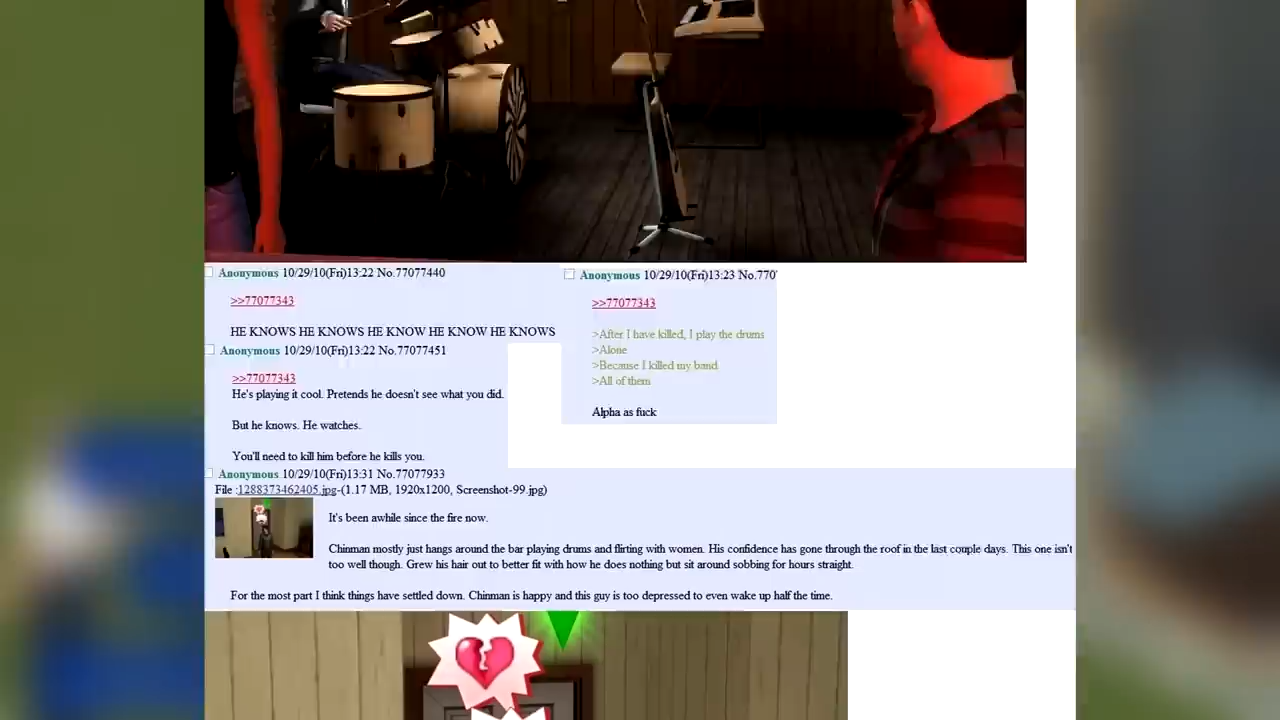 Anonymous 10/29/10(Fri)13:22 No.77077440
>>77077343
HE KNOWS HE KNOWS HE KNOW HE KNOW HE KNOWS
Anonymous 10/29/10(Fri)13:23 No.770
>>77077343
>After I have killed, I play the drums
>Alone
>Because I killed my band
>All of them
Alpha as fuck
Anonymous 10/29/10(Fri)13:22 No.77077451
>>77077343
He's playing it cool. Pretends he doesn't see what you did.
But he knows. He watches.
You'll need to kill him before he kills you.
Anonymous 10/29/10(Fri)13:31 No.77077933
File :1288373462405.jpg-(1.17 MB, 1920x1200, Screenshot-99.jpg)
It's been awhile since the fire now.
Chinman mostly just hangs around the bar playing drums and flirting with women. His confidence has gone through the roof in the last couple days. This one isn't
too well though. Grew his hair out to better fit with how he does nothing but sit around sobbing for hours straight.
For the most part I think things have settled down. Chinman is happy and this guy is too depressed to even wake up half the time.